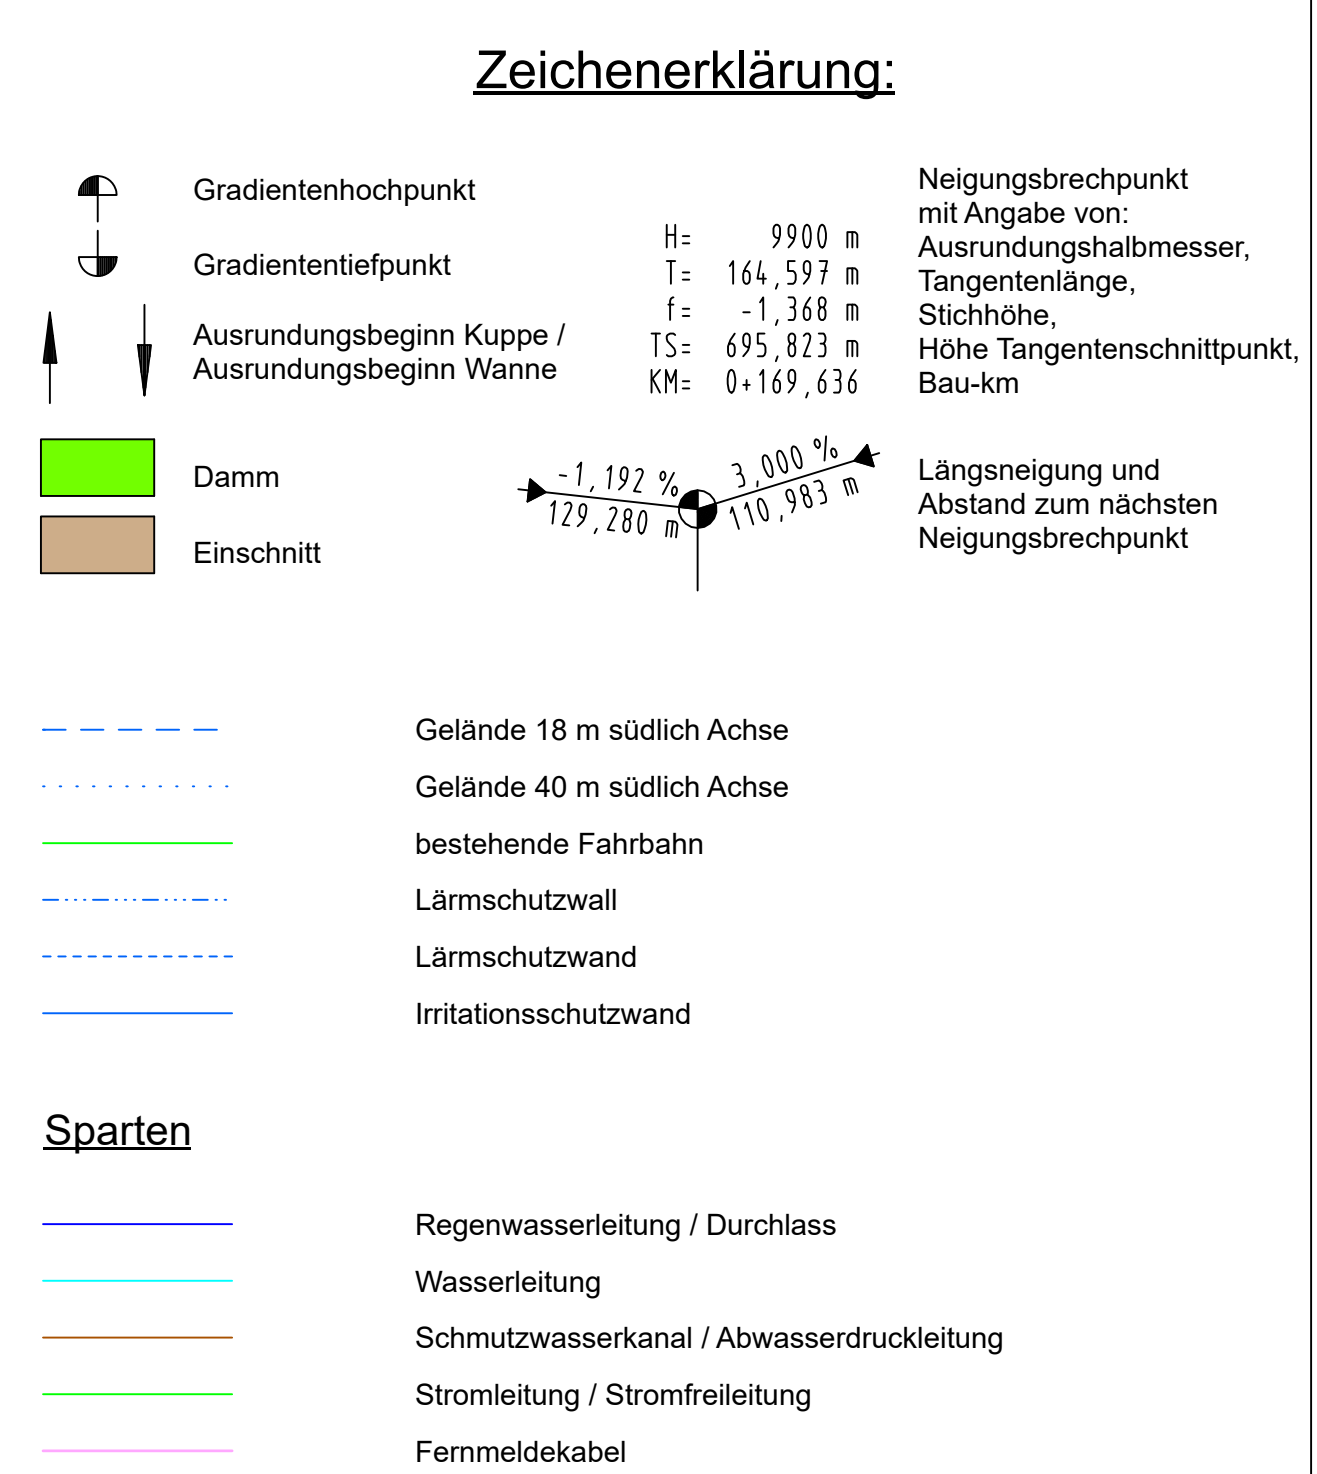 Zeichenerklärung:
Gradientenhochpunkt
Gradiententiefpunkt
Ausrundungsbeginn Kuppe /
Ausrundungsbeginn Wanne
Damm
Einschnitt
H= 9900 m
T= 164,597 m
f= -1,368 m
TS= 695,823 m
KM= 0+169,636
Neigungsbrechpunkt
mit Angabe von:
Ausrundungshalbmesser,
Tangentenlänge,
Stichhöhe,
Höhe Tangentenschnittpunkt,
Bau-km
-1,192 %
129,280 m
3,000 %
110,983 m
Längsneigung und
Abstand zum nächsten
Neigungsbrechpunkt
Gelände 18 m südlich Achse
Gelände 40 m südlich Achse
bestehende Fahrbahn
Lärmschutzwall
Lärmschutzwand
Irritationsschutzwand
Sparten
Regenwasserleitung / Durchlass
Wasserleitung
Schmutzwasserkanal / Abwasserdruckleitung
Stromleitung / Stromfreileitung
Fernmeldekabel